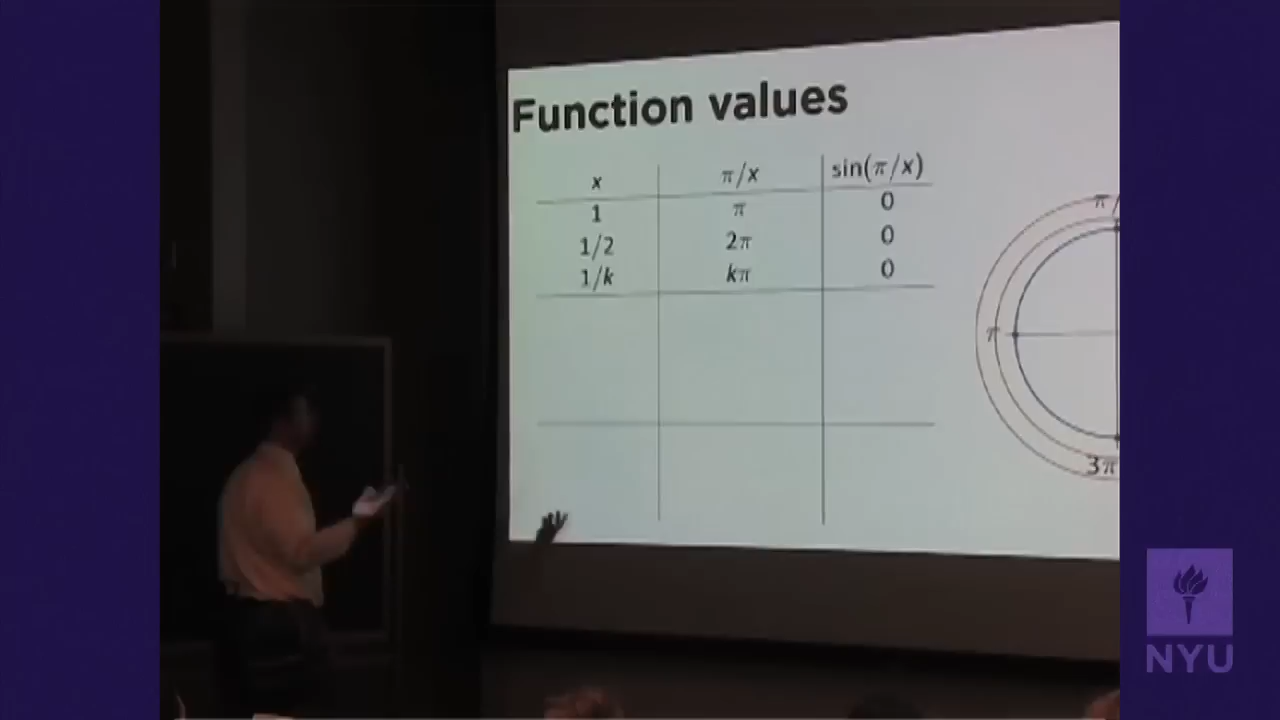 Function values
x π/x sin(π/x)
1 π 0
1/2 2π 0
1/k kπ 0
π/
π
3π
NYU